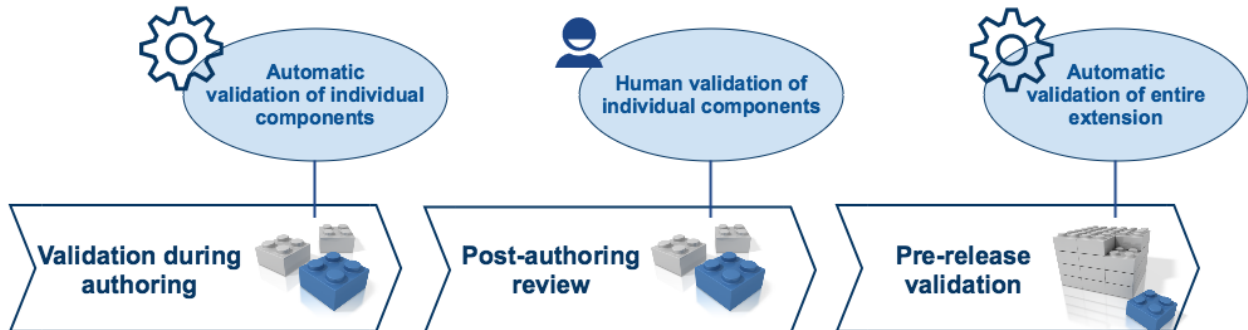 Automatic
validation of individual
components
Human validation of
individual components
Automatic
validation of entire
extension
Validation during
authoring
Post-authoring
review
Pre-release
validation